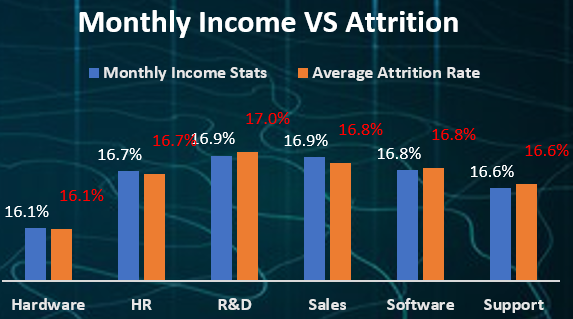 Monthly Income VS Attrition
Monthly Income Stats Average Attrition Rate
16.1% 16.1% 16.7% 16.7% 16.9% 17.0% 16.9% 16.8% 16.8% 16.8% 16.6% 16.6%
Hardware HR R&D Sales Software Support